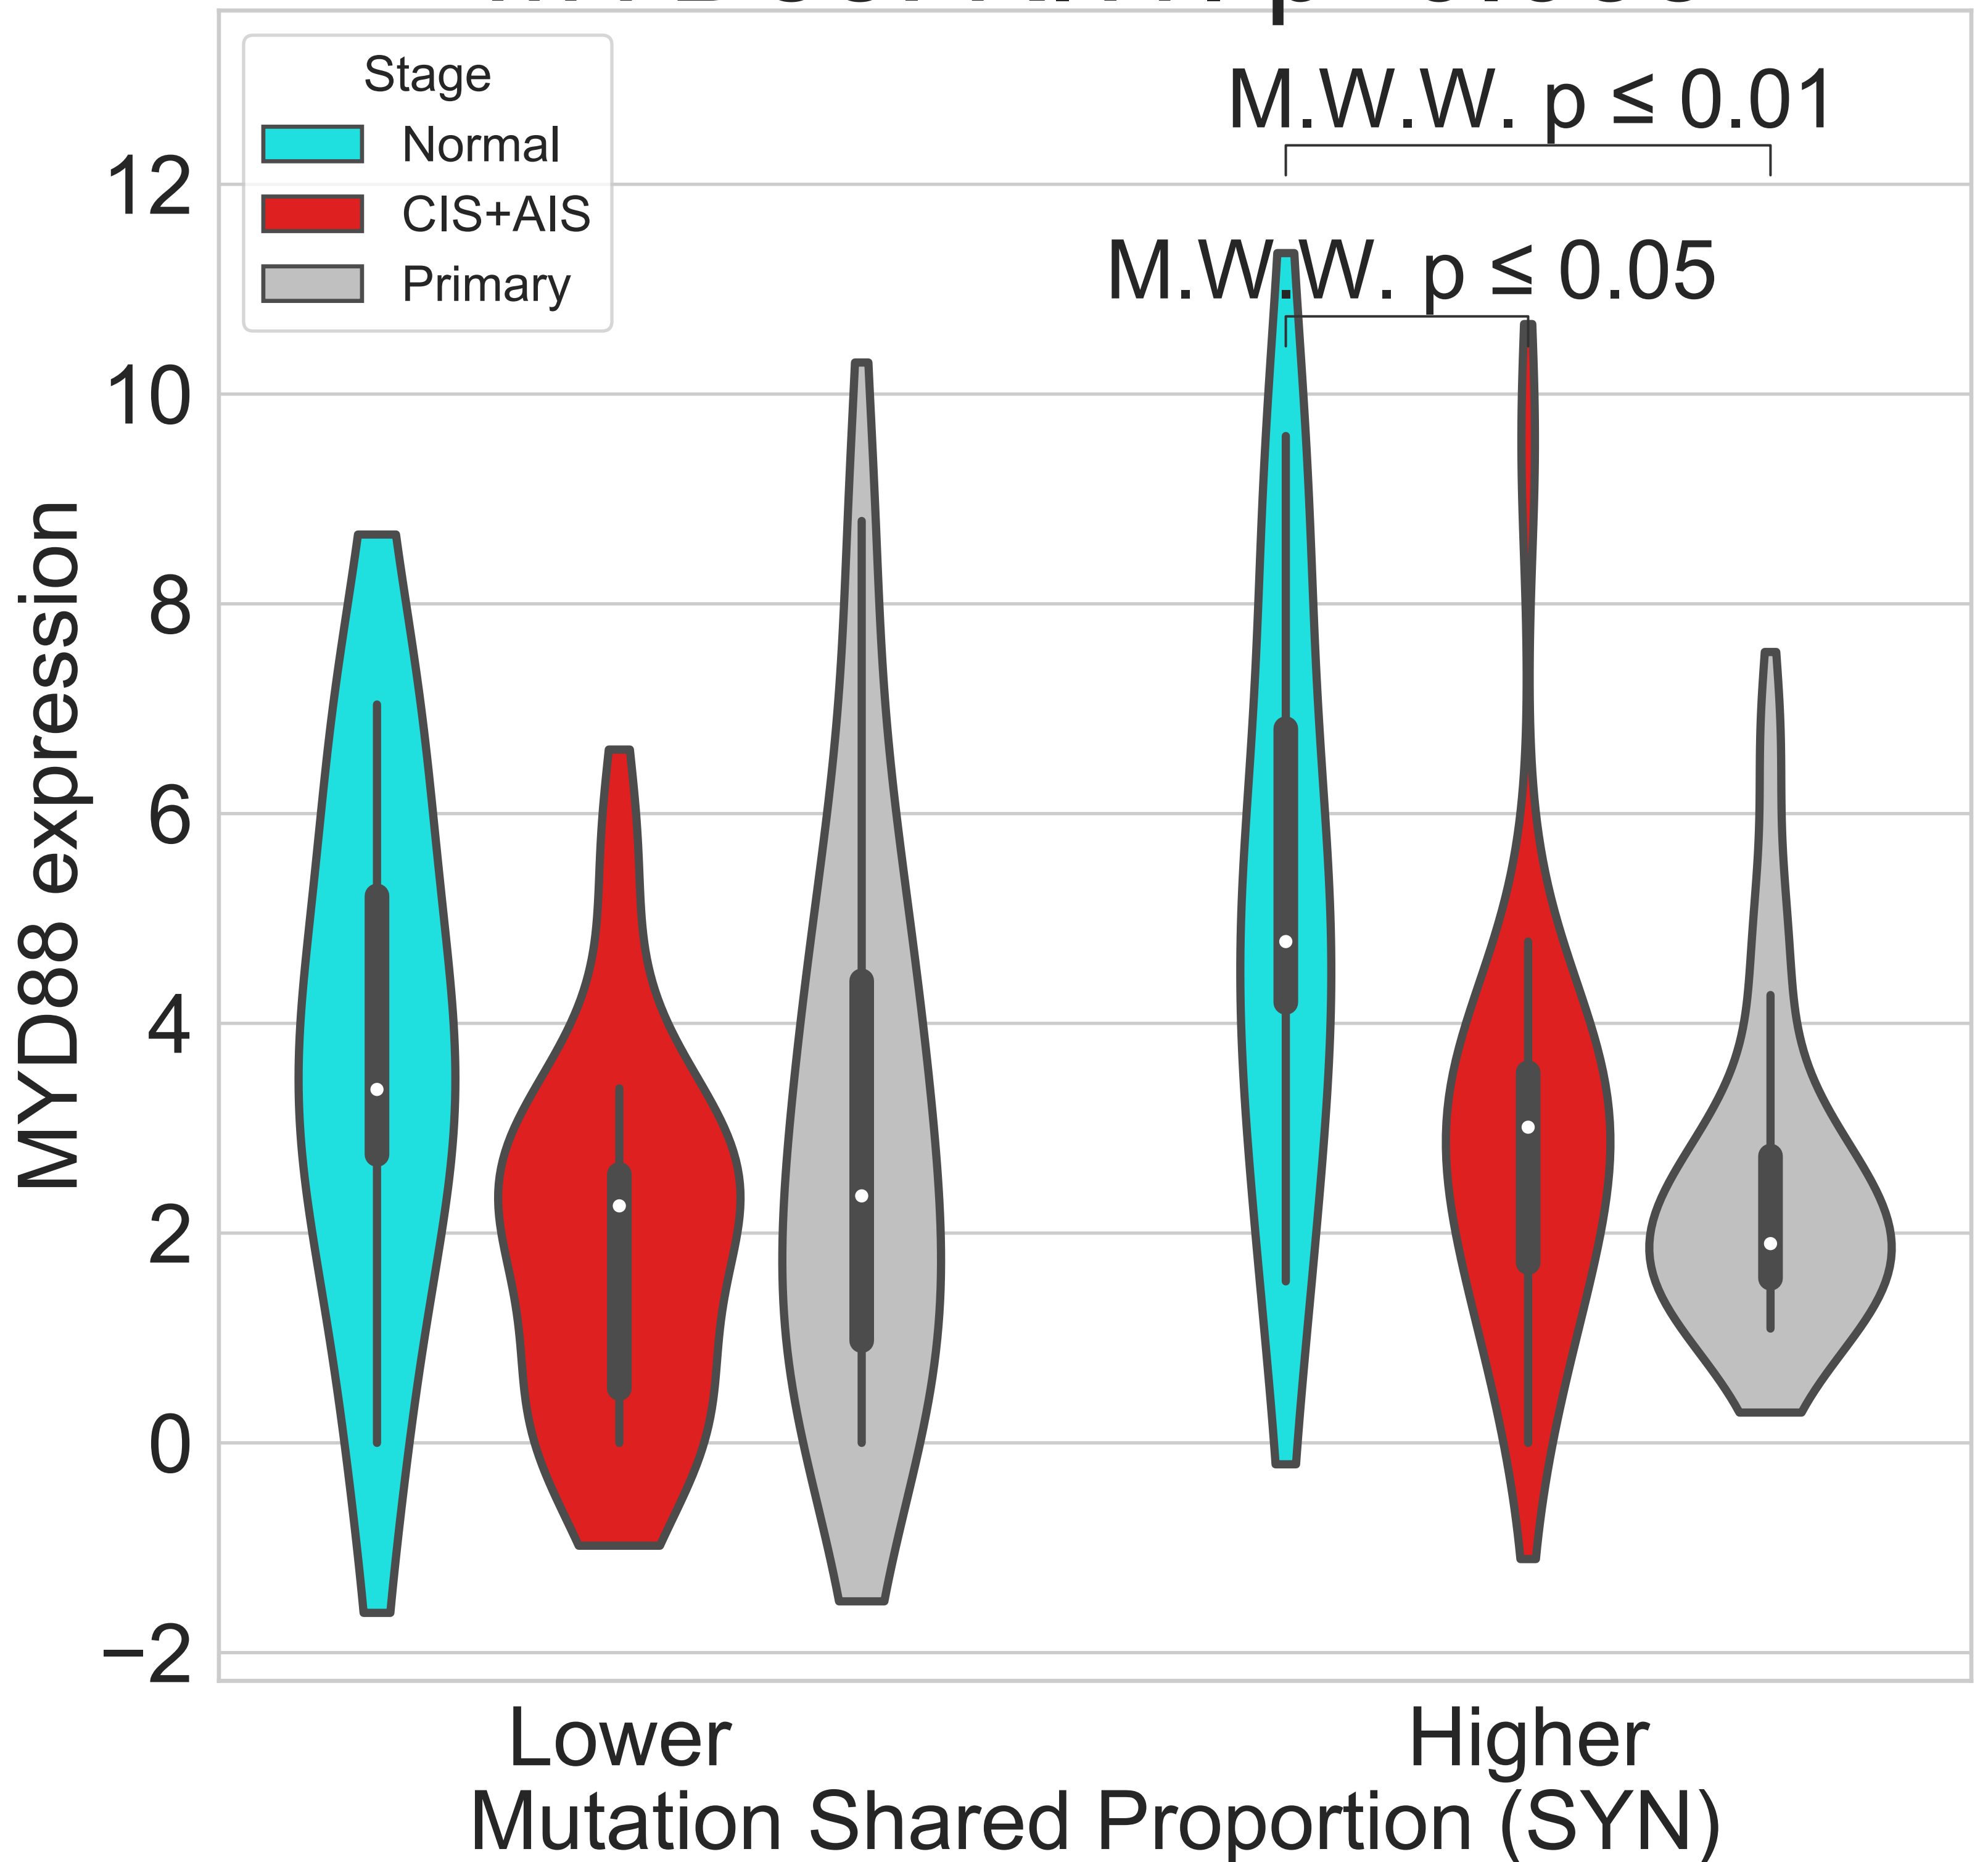 Stage
Normal
CIS+AIS
Primary
M.W.W. p ≤ 0.01
M.W.W. p ≤ 0.05
12
10
8
6
4
2
0
−2
MYD88 expression
Lower
Higher
Mutation Shared Proportion (SYN)